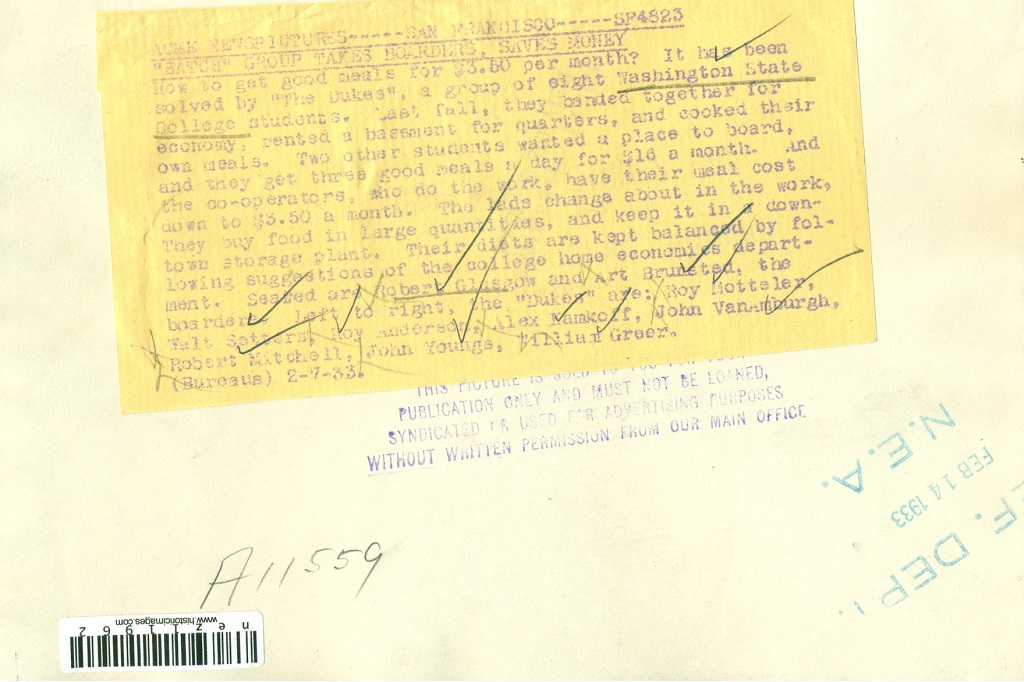 ACME NEWSPICTURES-----SAN FRANCISCO-----SF4823
"BATCH" GROUP TAKES BOARDERS, SAVES MONEY
How to get good meals for $3.50 per month? It has been
solved by "The Dukes", a group of eight Washington State
College students. Last fall, they banded together for
economy, rented a basement for quarters, and cooked their
own meals. Two other students wanted a place to board,
and they get three good meals a day for $16 a month. And
the co-operators, who do the work, have their meal cost
down to $3.50 a month. The lads change about in the work,
They buy food in large quantities, and keep it in a down-
town storage plant. Their diets are kept balanced by fol-
lowing suggestions of the college home economics depart-
ment. Seated are Robert Glasgow and Art Brunsted, the
boarders. Left to right, the "Dukes" are: Roy Hotteler,
Walt Setters, Roy Anderson, Alex Kamkoff, John VanAmburgh,
Robert Mitchell, John Youngs, William Greer.
(Bureaus) 2-7-33.
THIS PICTURE IS SOLD TO YOU FOR YOUR
PUBLICATION ONLY AND MUST NOT BE LOANED,
SYNDICATED OR USED FOR ADVERTISING PURPOSES
WITHOUT WRITTEN PERMISSION FROM OUR MAIN OFFICE
N.E.A.
FEB 14 1933
EF. DEPT.
A11559
www.historicimages.com
nez11962